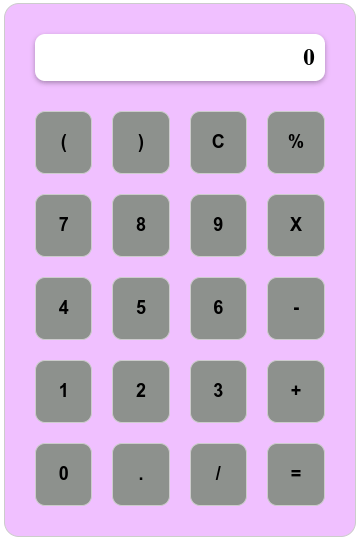 0
( ) C %
7 8 9 X
4 5 6 -
1 2 3 +
0 . / =